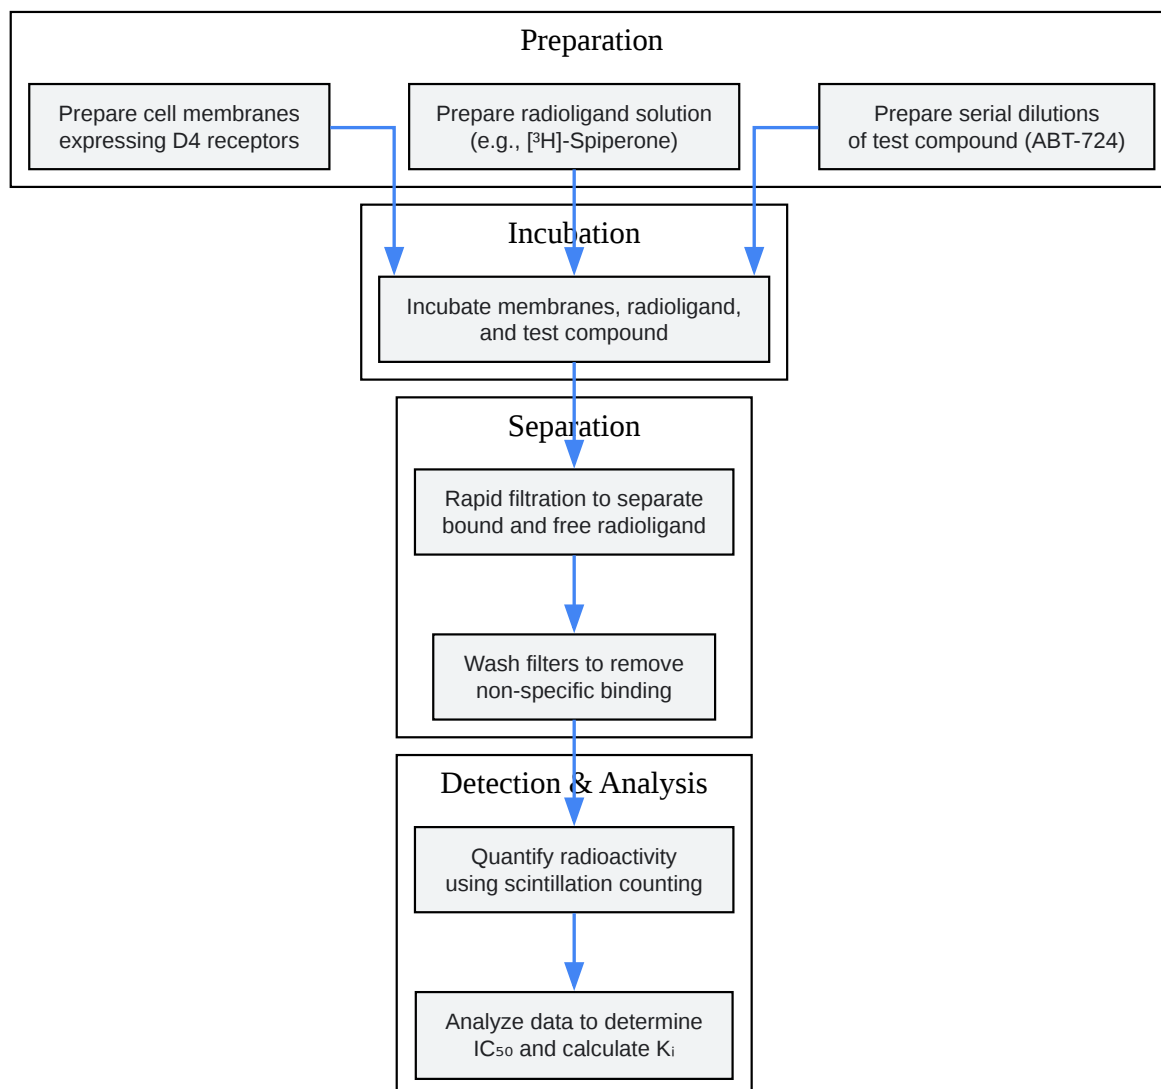 Preparation
Prepare cell membranes
expressing D4 receptors
Prepare radioligand solution
(e.g., [³H]-Spiperone)
Prepare serial dilutions
of test compound (ABT-724)
Incubation
Incubate membranes, radioligand,
and test compound
Separation
Rapid filtration to separate
bound and free radioligand
Wash filters to remove
non-specific binding
Detection & Analysis
Quantify radioactivity
using scintillation counting
Analyze data to determine
IC₅₀ and calculate Kᵢ